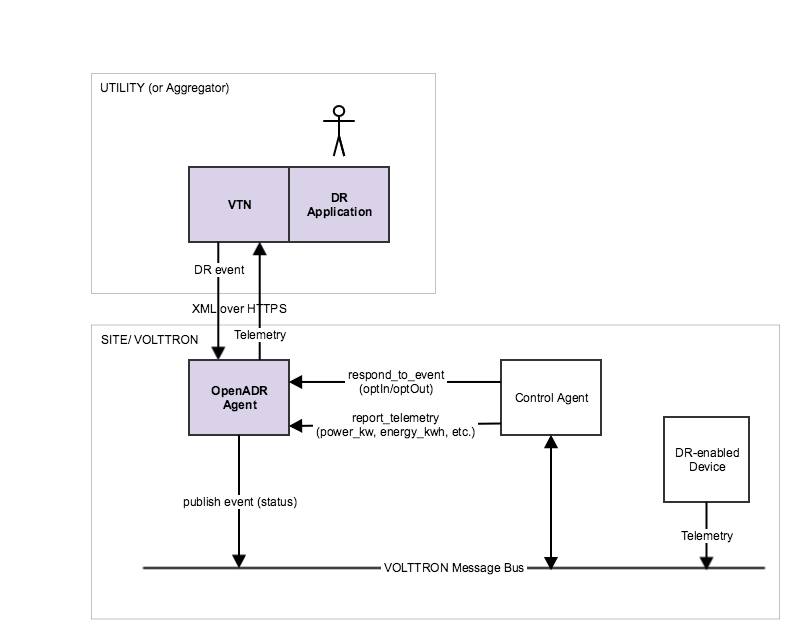 UTILITY (or Aggregator)
VTN
DR
Application
DR event
XML over HTTPS
Telemetry
SITE/ VOLTTRON
OpenADR
Agent
respond_to_event
(optIn/optOut)
report_telemetry
(power_kw, energy_kwh, etc.)
Control Agent
DR-enabled
Device
publish event (status)
Telemetry
VOLTTRON Message Bus